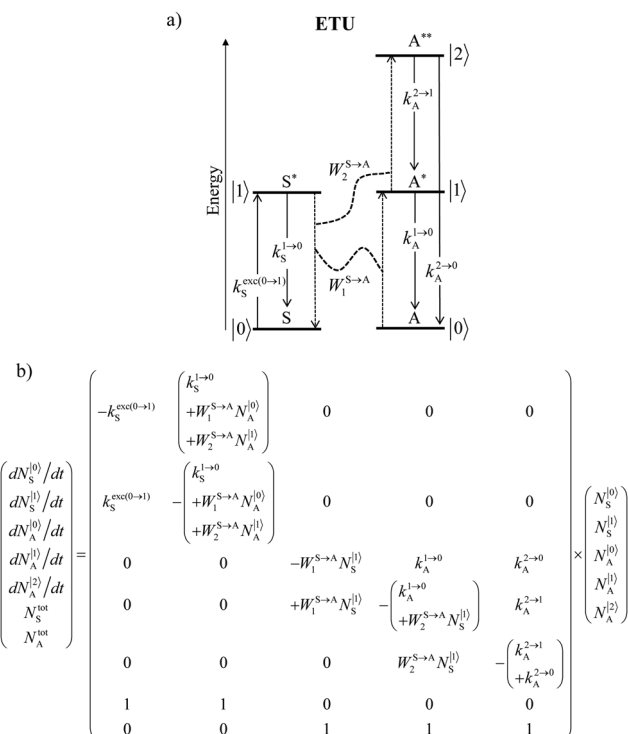 a)
ETU
Energy
A**
|2⟩
k_A^{2→1}
W_2^{S→A}
|1⟩
S*
A*
|1⟩
k_S^{1→0}
k_A^{1→0}
k_A^{2→0}
k_S^{exc(0→1)}
W_1^{S→A}
|0⟩
S
A
|0⟩
b)
dN_S^{|0⟩}/dt
dN_S^{|1⟩}/dt
dN_A^{|0⟩}/dt
dN_A^{|1⟩}/dt
dN_A^{|2⟩}/dt
N_S^{tot}
N_A^{tot}
=
-k_S^{exc(0→1)} (k_S^{1→0} +W_1^{S→A} N_A^{|0⟩} +W_2^{S→A} N_A^{|1⟩}) 0 0 0
k_S^{exc(0→1)} -(k_S^{1→0} +W_1^{S→A} N_A^{|0⟩} +W_2^{S→A} N_A^{|1⟩}) 0 0 0
0 0 -W_1^{S→A} N_S^{|1⟩} k_A^{1→0} k_A^{2→0}
0 0 +W_1^{S→A} N_S^{|1⟩} -(k_A^{1→0} +W_2^{S→A} N_S^{|1⟩}) k_A^{2→1}
0 0 0 W_2^{S→A} N_S^{|1⟩} -(k_A^{2→1} +k_A^{2→0})
1 1 0 0 0
0 0 1 1 1
×
N_S^{|0⟩}
N_S^{|1⟩}
N_A^{|0⟩}
N_A^{|1⟩}
N_A^{|2⟩}